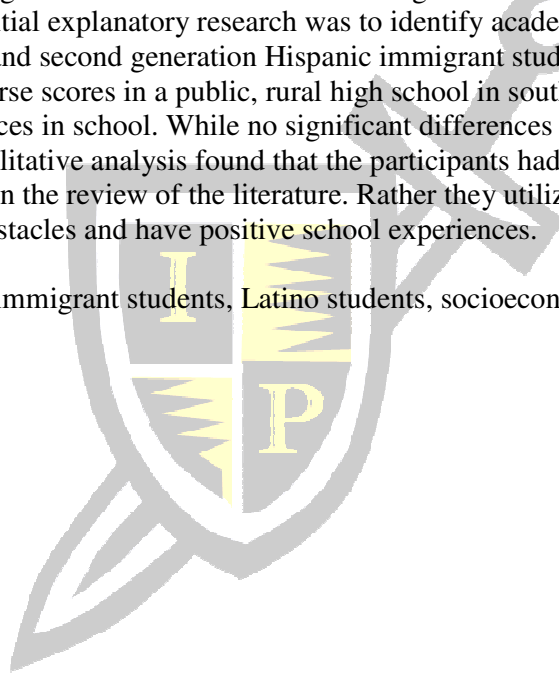 tial explanatory research was to identify acade
nd second generation Hispanic immigrant stud
rse scores in a public, rural high school in sout
ces in school. While no significant differences
litative analysis found that the participants had
n the review of the literature. Rather they utiliz
stacles and have positive school experiences.
immigrant students, Latino students, socioecon
I
P